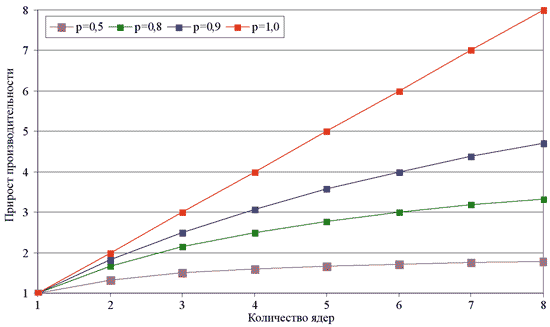 8
p=0,5 p=0,8 p=0,9 p=1,0
7
6
5
4
3
2
1
Прирост производительности
1 2 3 4 5 6 7 8
Количество ядер